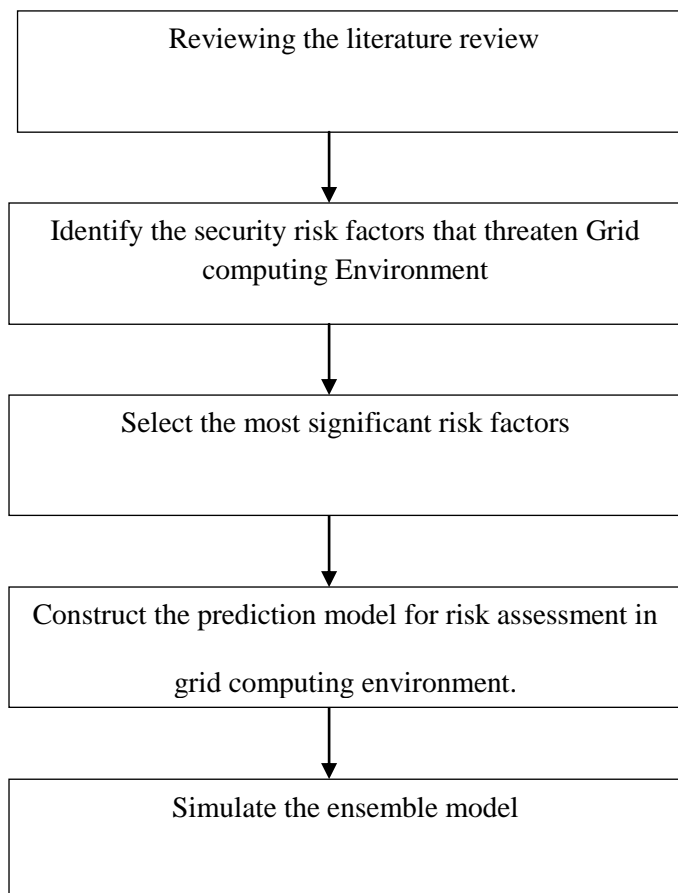 Reviewing the literature review
Identify the security risk factors that threaten Grid
computing Environment
Select the most significant risk factors
Construct the prediction model for risk assessment in
grid computing environment.
Simulate the ensemble model